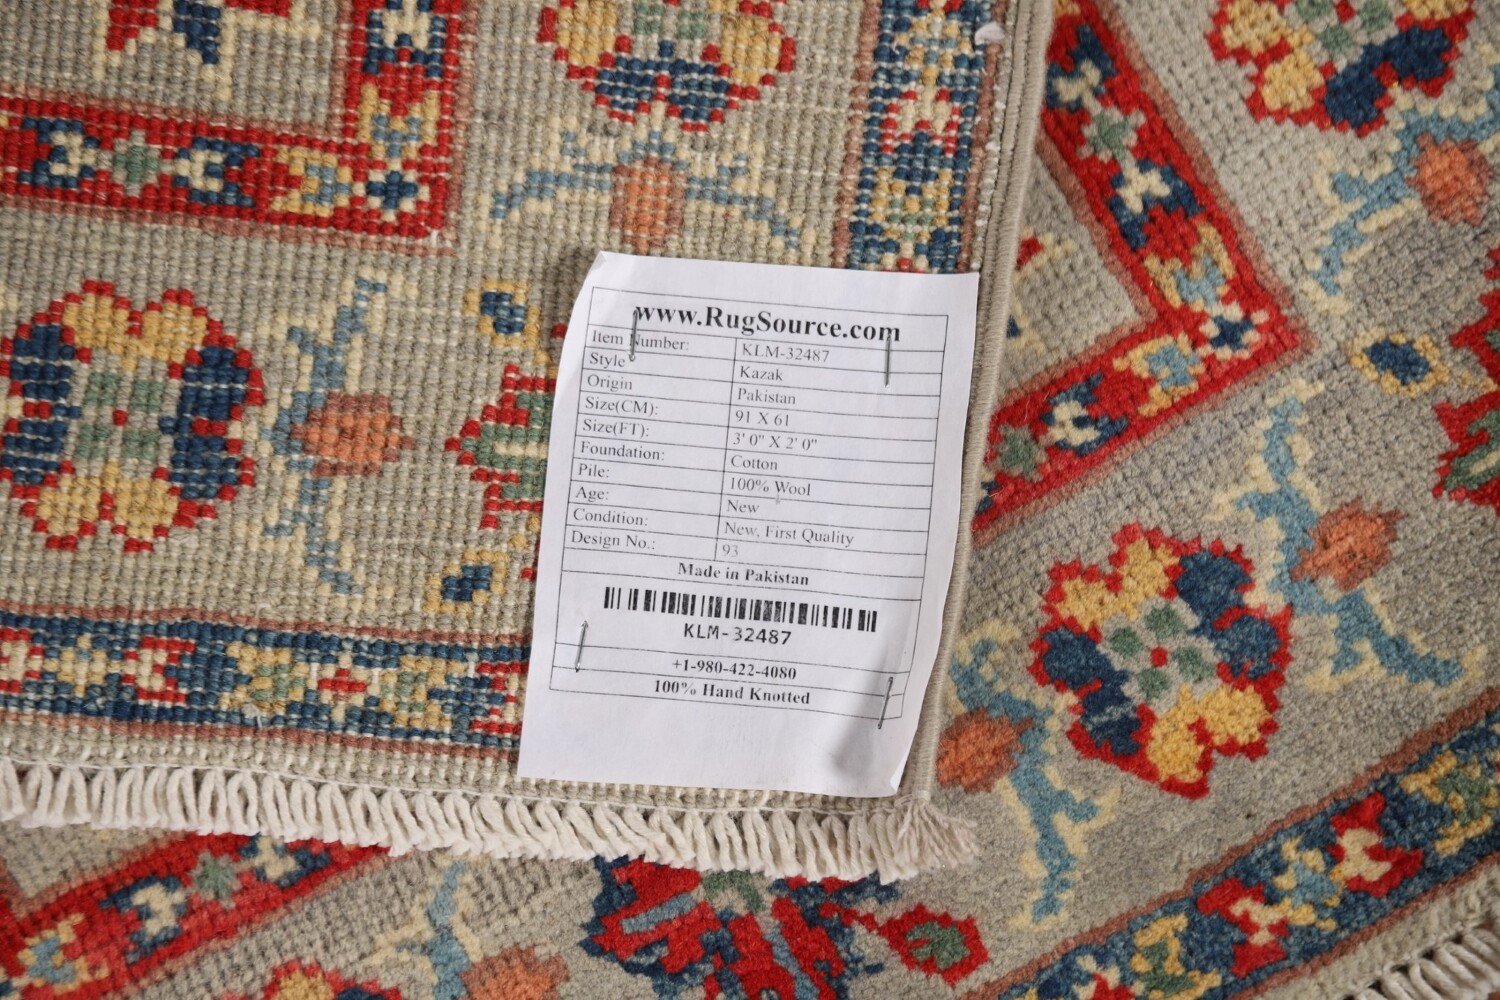 www.RugSource.com
Item Number: KLM-32487
Style Kazak
Origin Pakistan
Size(CM): 91 X 61
Size(FT): 3' 0" X 2' 0"
Foundation: Cotton
Pile: 100% Wool
Age: New
Condition: New, First Quality
Design No.: 93
Made in Pakistan
KLM-32487
+1-980-422-4080
100% Hand Knotted